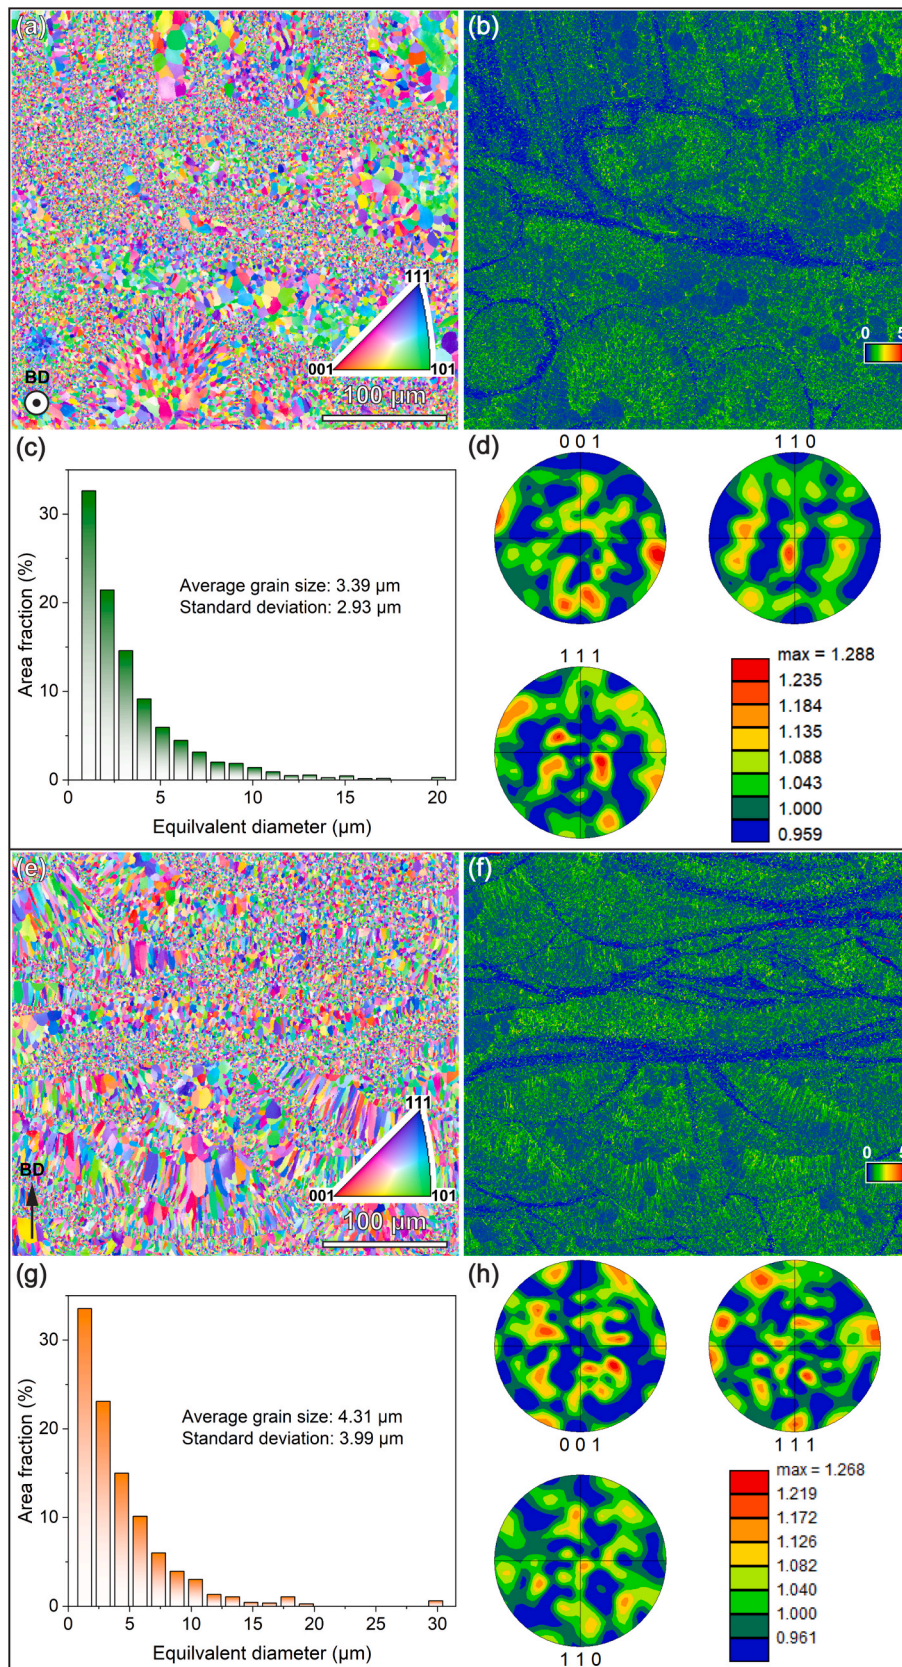 (a)
111
001
101
BD
100 µm
(b)
0 5
(c)
Area fraction (%)
30
20
10
0
Average grain size: 3.39 µm
Standard deviation: 2.93 µm
0 5 10 15 20
Equilvalent diameter (µm)
(d)
0 0 1
1 1 0
1 1 1
max = 1.288
1.235
1.184
1.135
1.088
1.043
1.000
0.959
(e)
111
001
101
BD
100 µm
(f)
0 5
(g)
Area fraction (%)
30
20
10
0
Average grain size: 4.31 µm
Standard deviation: 3.99 µm
0 5 10 15 20 25 30
Equilvalent diameter (µm)
(h)
0 0 1
1 1 1
1 1 0
max = 1.268
1.219
1.172
1.126
1.082
1.040
1.000
0.961